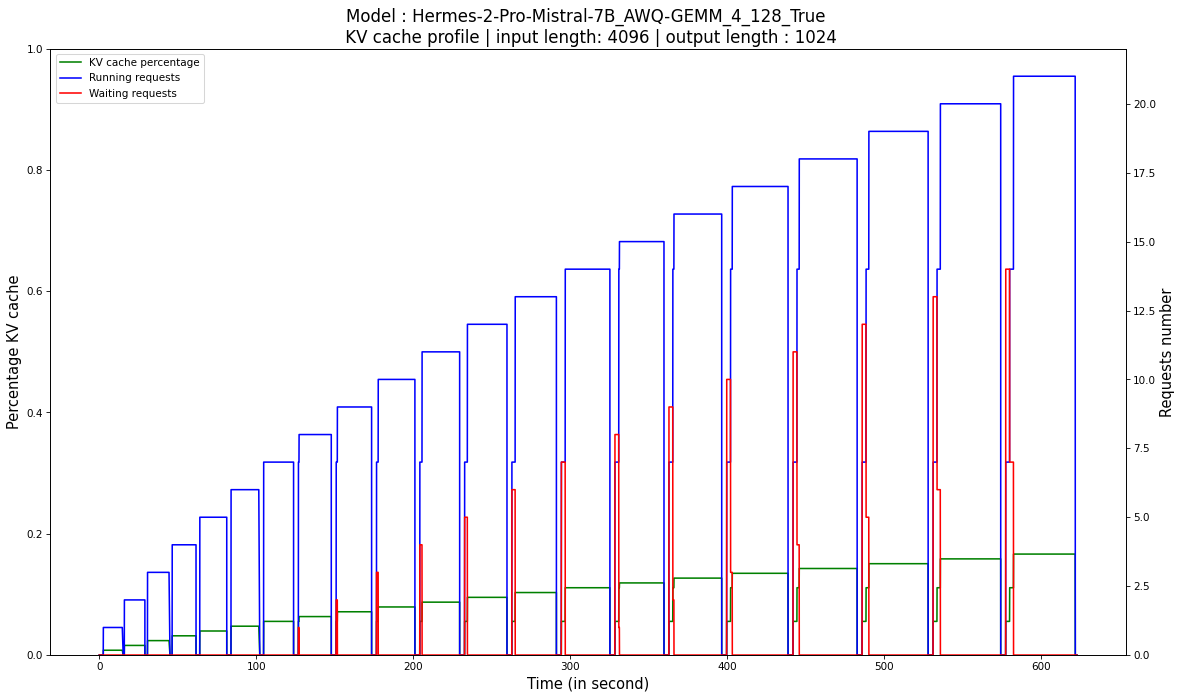 Model : Hermes-2-Pro-Mistral-7B_AWQ-GEMM_4_128_True
KV cache profile | input length: 4096 | output length : 1024
KV cache percentage
Running requests
Waiting requests
Percentage KV cache
1.0
0.8
0.6
0.4
0.2
0.0
Requests number
20.0
17.5
15.0
12.5
10.0
7.5
5.0
2.5
0.0
0
100
200
300
400
500
600
Time (in second)